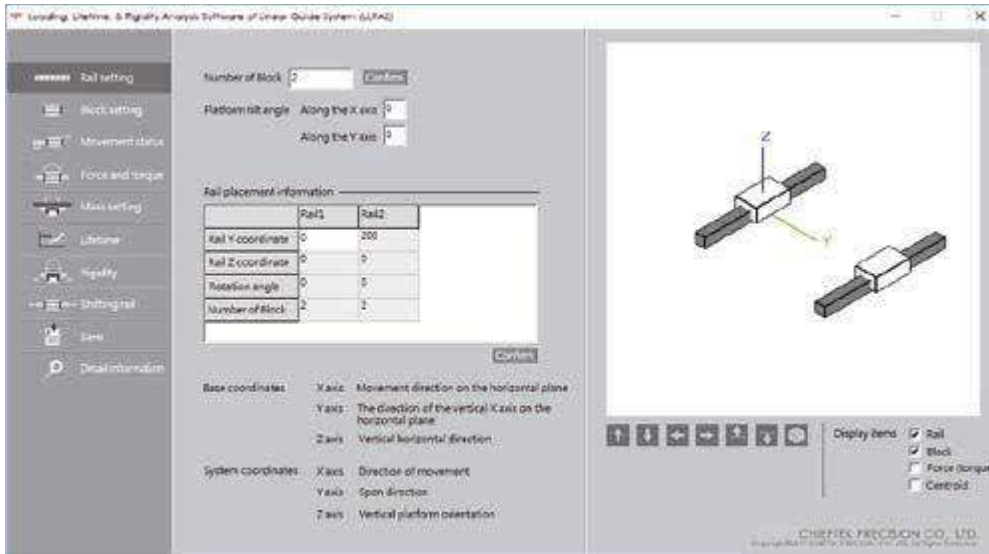 Loading, Lifetime, & Rigidity Analysis Software of Linear Guide System (LLRAS)
Rail setting
Block setting
Movement status
Force and torque
Mass setting
Lifetime
Rigidity
Shifting rail
Save
Detail information
Number of Block 2 Confirm
Platform tilt angle Along the X axis 0
Along the Y axis 0
Rail placement information
Rail1 Rail2
Rail Y-coordinate 0 200
Rail Z-coordinate 0 0
Rotation angle 0 0
Number of Block 2 2
Confirm
Base coordinates X axis Movement direction on the horizontal plane
Y axis The direction of the vertical X axis on the
horizontal plane
Z axis Vertical horizontal direction
System coordinates X axis Direction of movement
Y axis Span direction
Z axis Vertical platform orientation
Z
Y
Display items Rail
Block
Force (torque
Centroid
CHIEFTEK PRECISION CO., LTD.